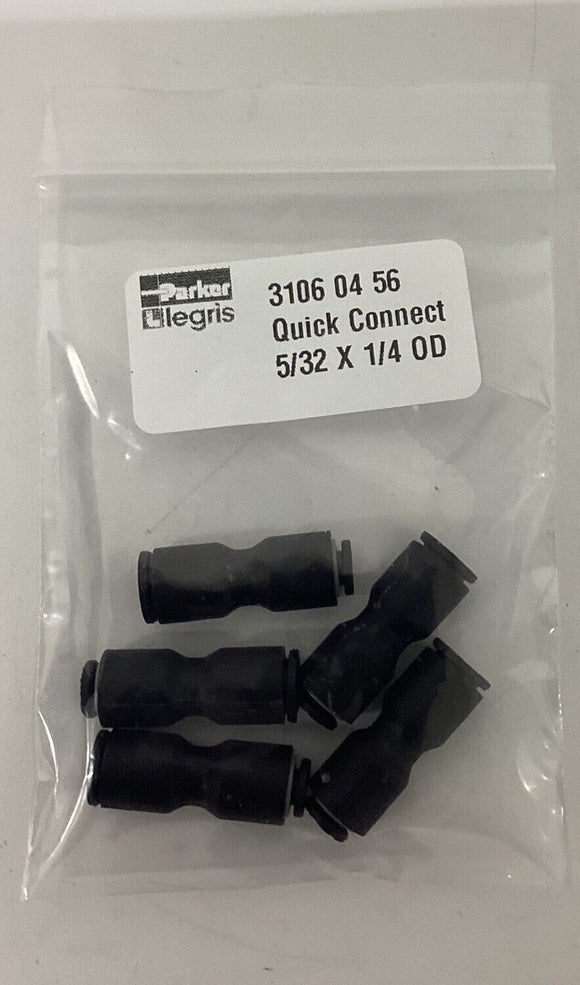 Parker
legris
3106 04 56
Quick Connect
5/32 X 1/4 OD